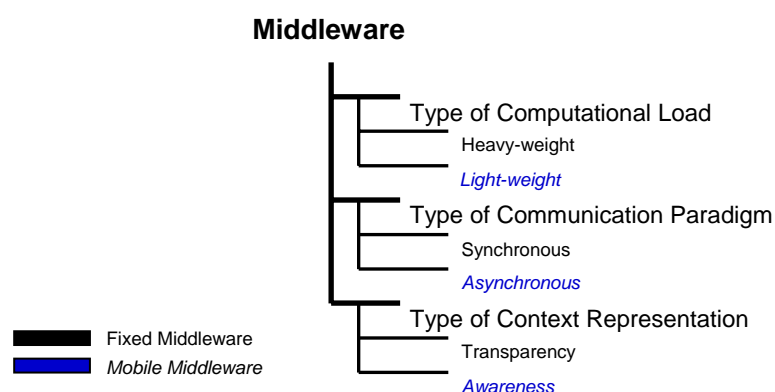 Middleware
Type of Computational Load
Heavy-weight
Light-weight
Type of Communication Paradigm
Synchronous
Asynchronous
Type of Context Representation
Transparency
Awareness
Fixed Middleware
Mobile Middleware